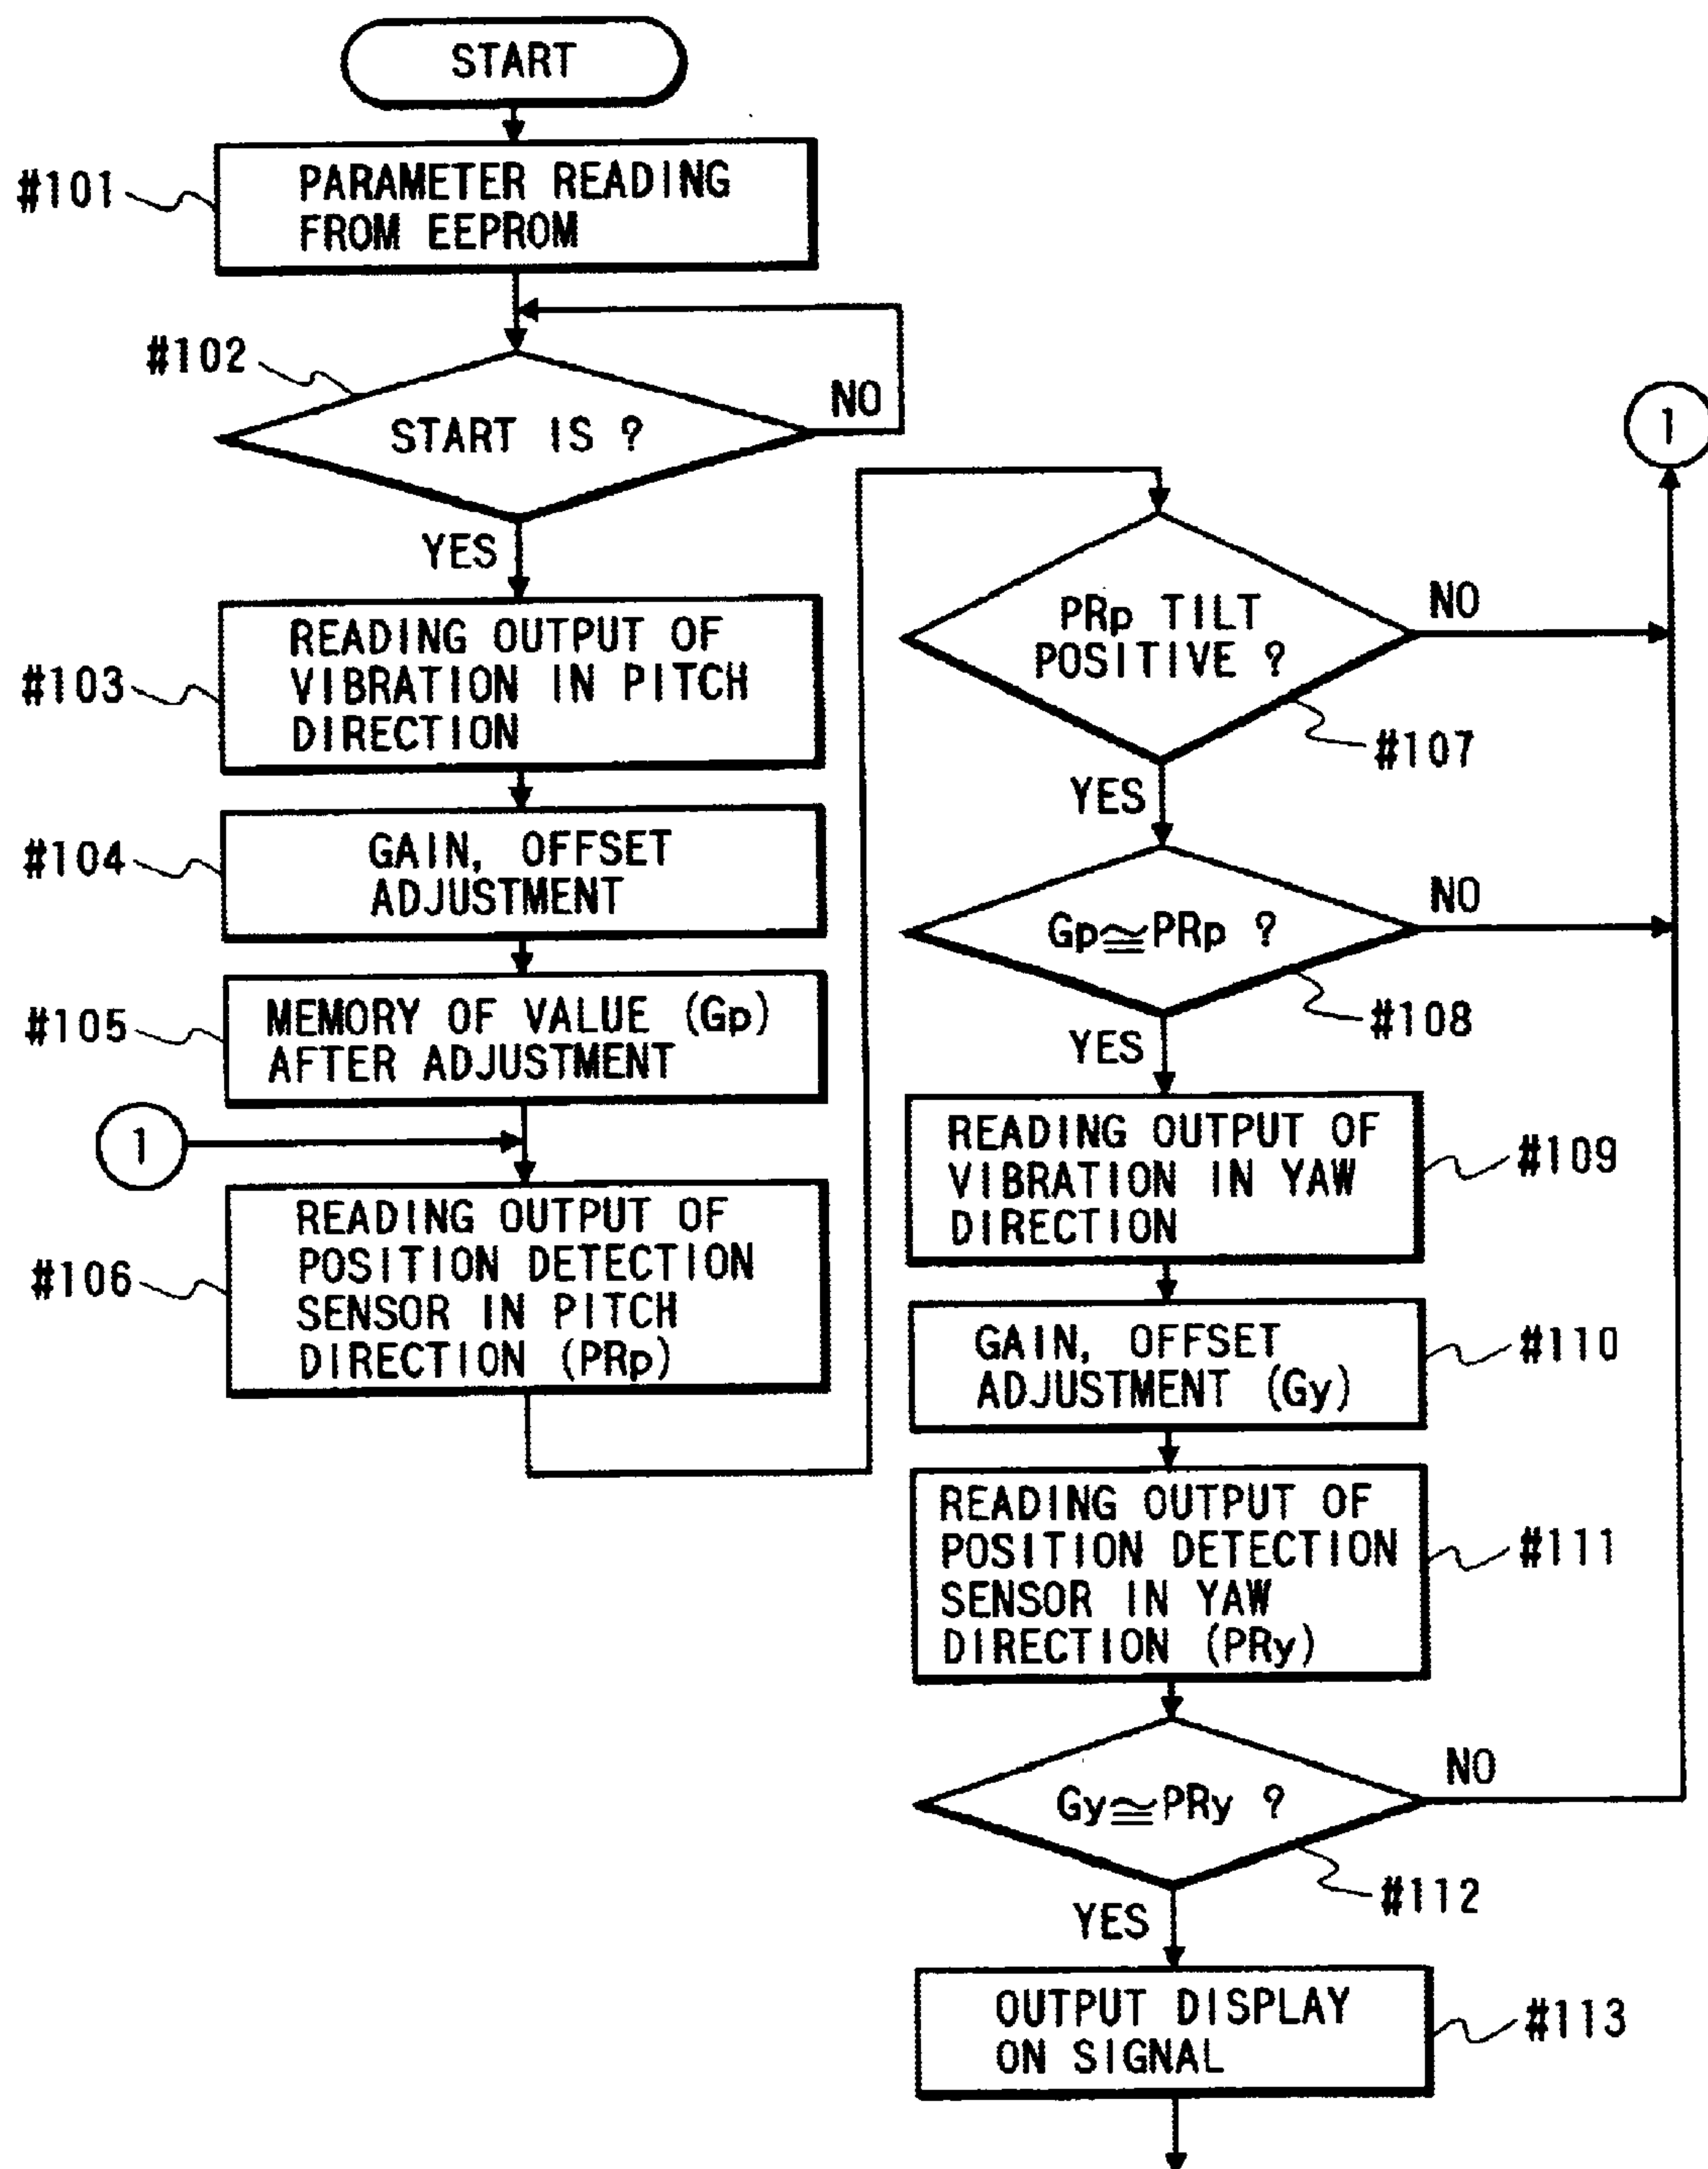 START
#101
PARAMETER READING
FROM EEPROM
#102
START IS ?
NO
YES
#103
READING OUTPUT OF
VIBRATION IN PITCH
DIRECTION
#104
GAIN, OFFSET
ADJUSTMENT
#105
MEMORY OF VALUE (Gp)
AFTER ADJUSTMENT
1
#106
READING OUTPUT OF
POSITION DETECTION
SENSOR IN PITCH
DIRECTION (PRp)
1
PRp TILT
POSITIVE ?
NO
#107
YES
Gp≅PRp ?
NO
#108
YES
READING OUTPUT OF
VIBRATION IN YAW
DIRECTION
#109
GAIN, OFFSET
ADJUSTMENT (Gy)
#110
READING OUTPUT OF
POSITION DETECTION
SENSOR IN YAW
DIRECTION (PRy)
#111
Gy≅PRy ?
NO
#112
YES
OUTPUT DISPLAY
ON SIGNAL
#113